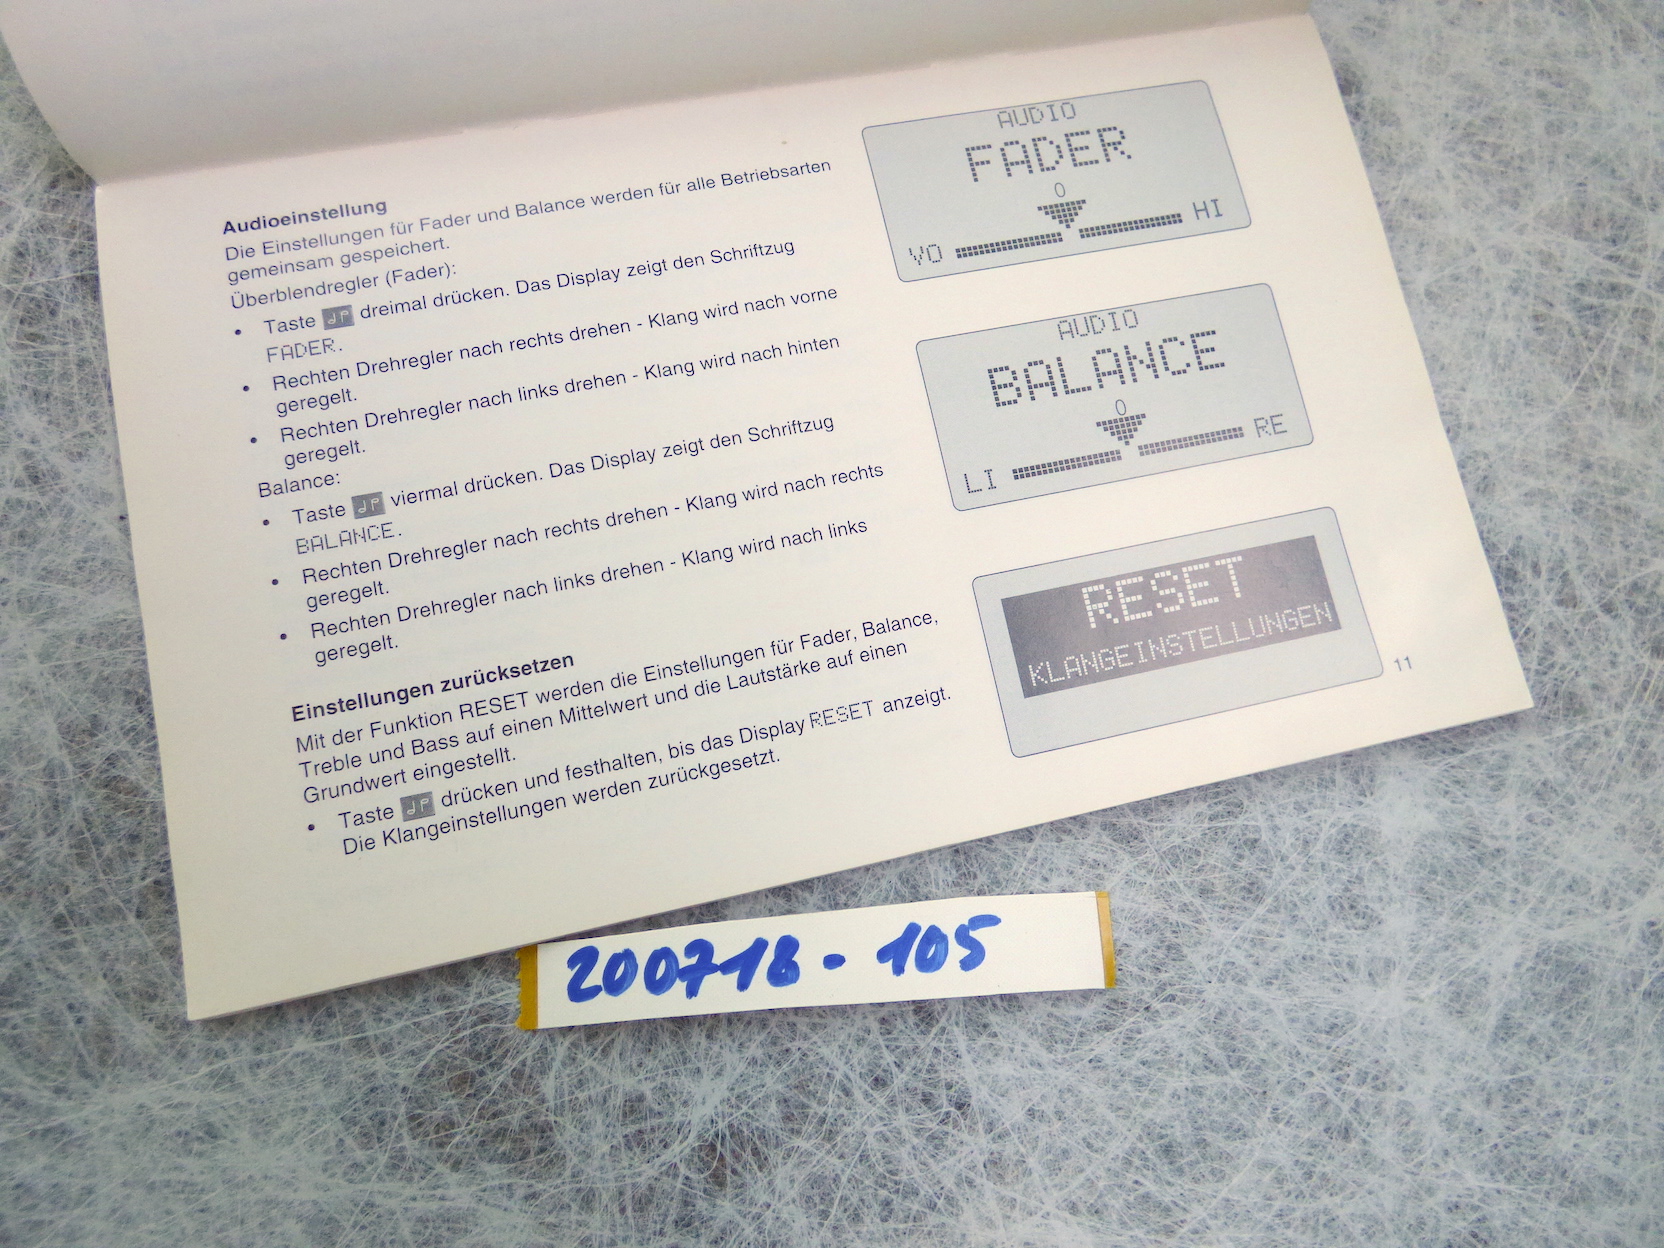 Audioeinstellung
Die Einstellungen für Fader und Balance werden für alle Betriebsarten
gemeinsam gespeichert.
Überblendregler (Fader):
• Taste dreimal drücken. Das Display zeigt den Schriftzug
FADER.
• Rechten Drehregler nach rechts drehen - Klang wird nach vorne
geregelt.
• Rechten Drehregler nach links drehen - Klang wird nach hinten
geregelt.
Balance:
• Taste viermal drücken. Das Display zeigt den Schriftzug
BALANCE.
• Rechten Drehregler nach rechts drehen - Klang wird nach rechts
geregelt.
• Rechten Drehregler nach links drehen - Klang wird nach links
geregelt.
Einstellungen zurücksetzen
Mit der Funktion RESET werden die Einstellungen für Fader, Balance,
Treble und Bass auf einen Mittelwert und die Lautstärke auf einen
Grundwert eingestellt.
• Taste drücken und festhalten, bis das Display RESET anzeigt.
Die Klangeinstellungen werden zurückgesetzt.
AUDIO
FADER
0
VO HI
AUDIO
BALANCE
0
LI RE
RESET
KLANGEINSTELLUNGEN
11
200718-105